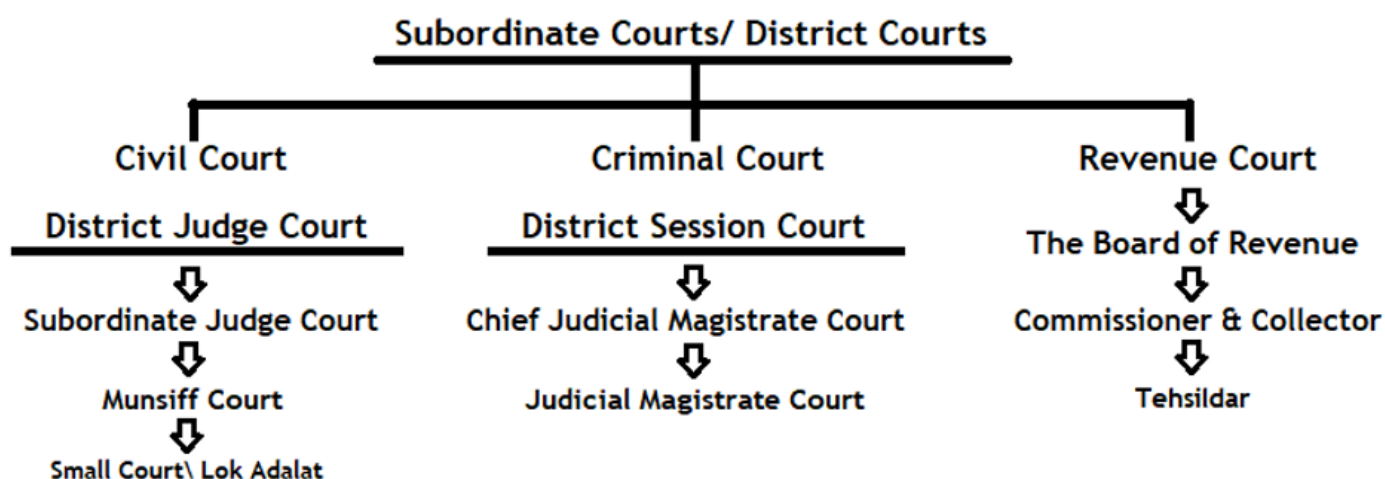 Subordinate Courts/ District Courts
Civil Court
District Judge Court
Subordinate Judge Court
Munsiff Court
Small Court\ Lok Adalat
Criminal Court
District Session Court
Chief Judicial Magistrate Court
Judicial Magistrate Court
Revenue Court
The Board of Revenue
Commissioner & Collector
Tehsildar